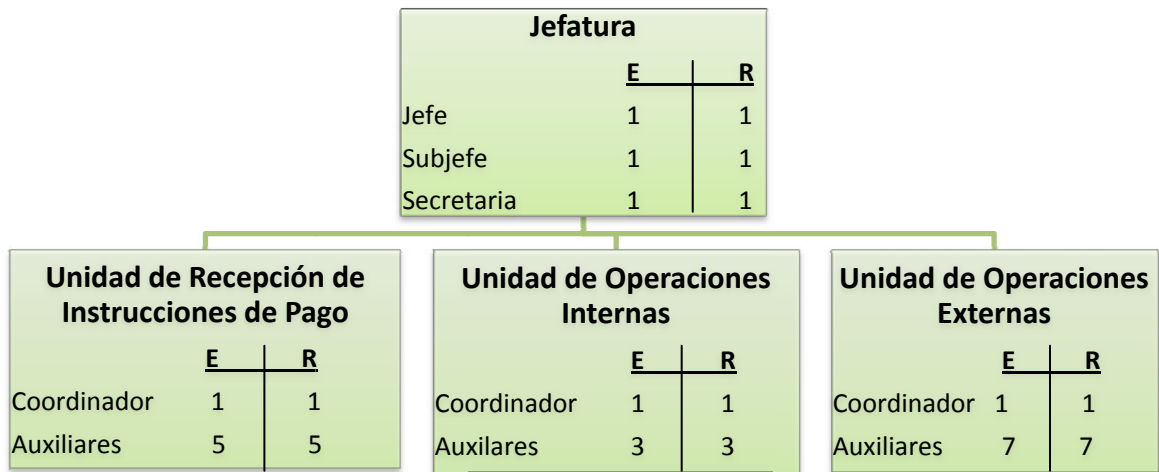 Jefatura
E R
Jefe 1 1
Subjefe 1 1
Secretaria 1 1
Unidad de Recepción de
Instrucciones de Pago
E R
Coordinador 1 1
Auxiliares 5 5
Unidad de Operaciones
Internas
E R
Coordinador 1 1
Auxilares 3 3
Unidad de Operaciones
Externas
E R
Coordinador 1 1
Auxiliares 7 7